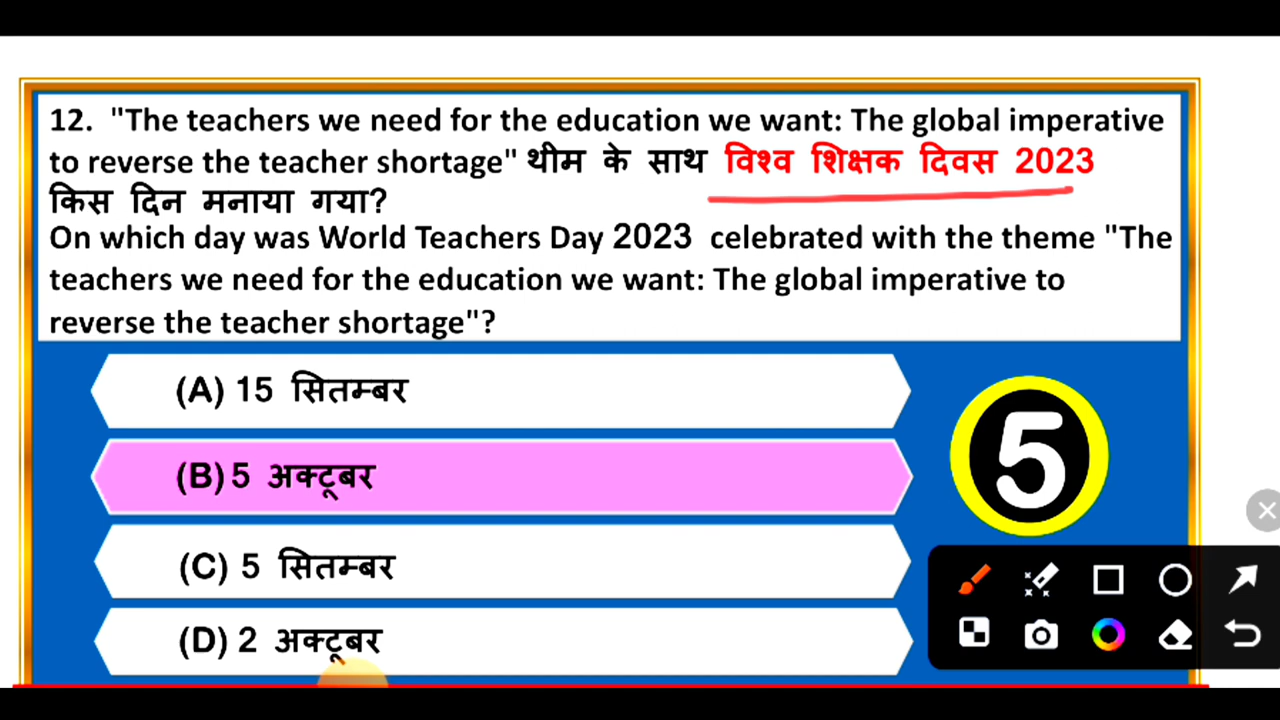 12. "The teachers we need for the education we want: The global imperative
to reverse the teacher shortage" थीम के साथ विश्व शिक्षक दिवस 2023
किस दिन मनाया गया?
On which day was World Teachers Day 2023 celebrated with the theme "The
teachers we need for the education we want: The global imperative to
reverse the teacher shortage"?
(A) 15 सितम्बर
(B) 5 अक्टूबर
5
(C) 5 सितम्बर
(D) 2 अक्टूबर